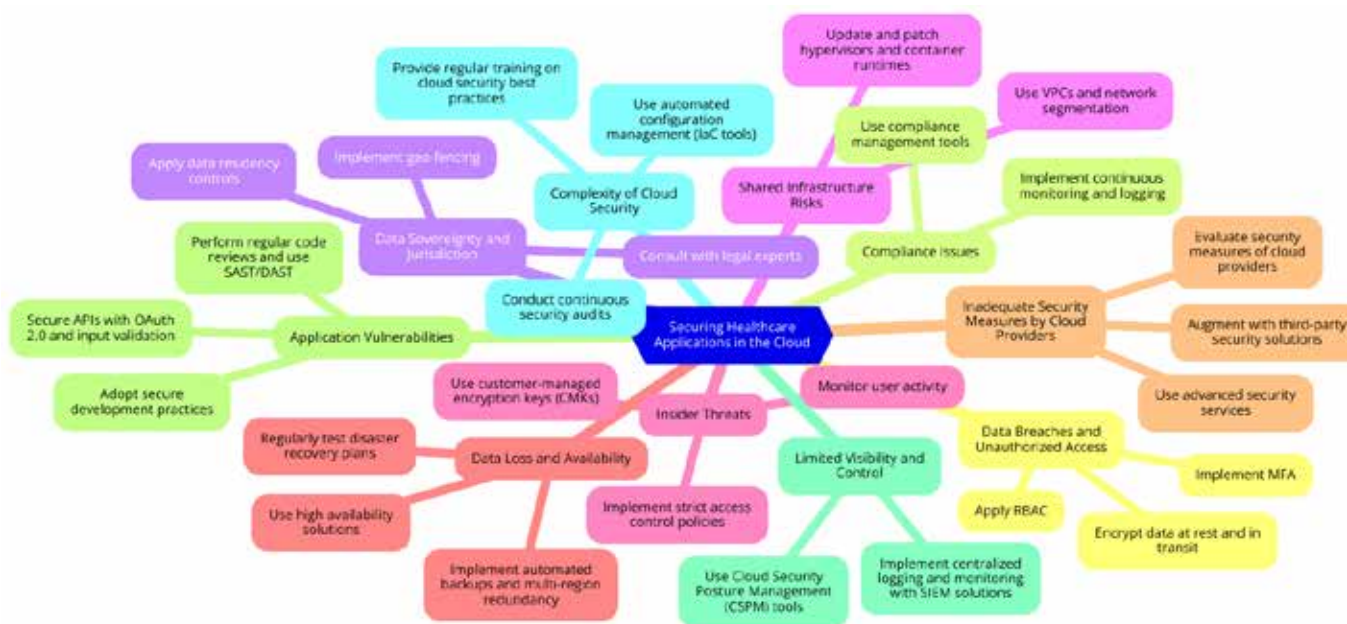 Update and patch
hypervisors and container
runtimes
Provide regular training on
cloud security best
practices
Use automated
configuration
management (IaC tools)
Use VPCs and network
segmentation
Use compliance
management tools
Apply data residency
controls
Implement geo-fencing
Complexity of Cloud
Security
Shared Infrastructure
Risks
Implement continuous
monitoring and logging
Data Sovereignty and
Jurisdiction
Consult with legal experts
Compliance Issues
Perform regular code
reviews and use
SAST/DAST
Evaluate security
measures of cloud
providers
Conduct continuous
security audits
Secure APIs with OAuth
2.0 and input validation
Application Vulnerabilities
Securing Healthcare
Applications in the Cloud
Inadequate Security
Measures by Cloud
Providers
Augment with third-party
security solutions
Adopt secure
development practices
Use customer-managed
encryption keys (CMKs)
Insider Threats
Monitor user activity
Use advanced security
services
Regularly test disaster
recovery plans
Data Loss and Availability
Limited Visibility and
Control
Data Breaches and
Unauthorized Access
Implement MFA
Use high availability
solutions
Implement strict access
control policies
Apply RBAC
Encrypt data at rest and in
transit
Implement automated
backups and multi-region
redundancy
Use Cloud Security
Posture Management
(CSPM) tools
Implement centralized
logging and monitoring
with SIEM solutions